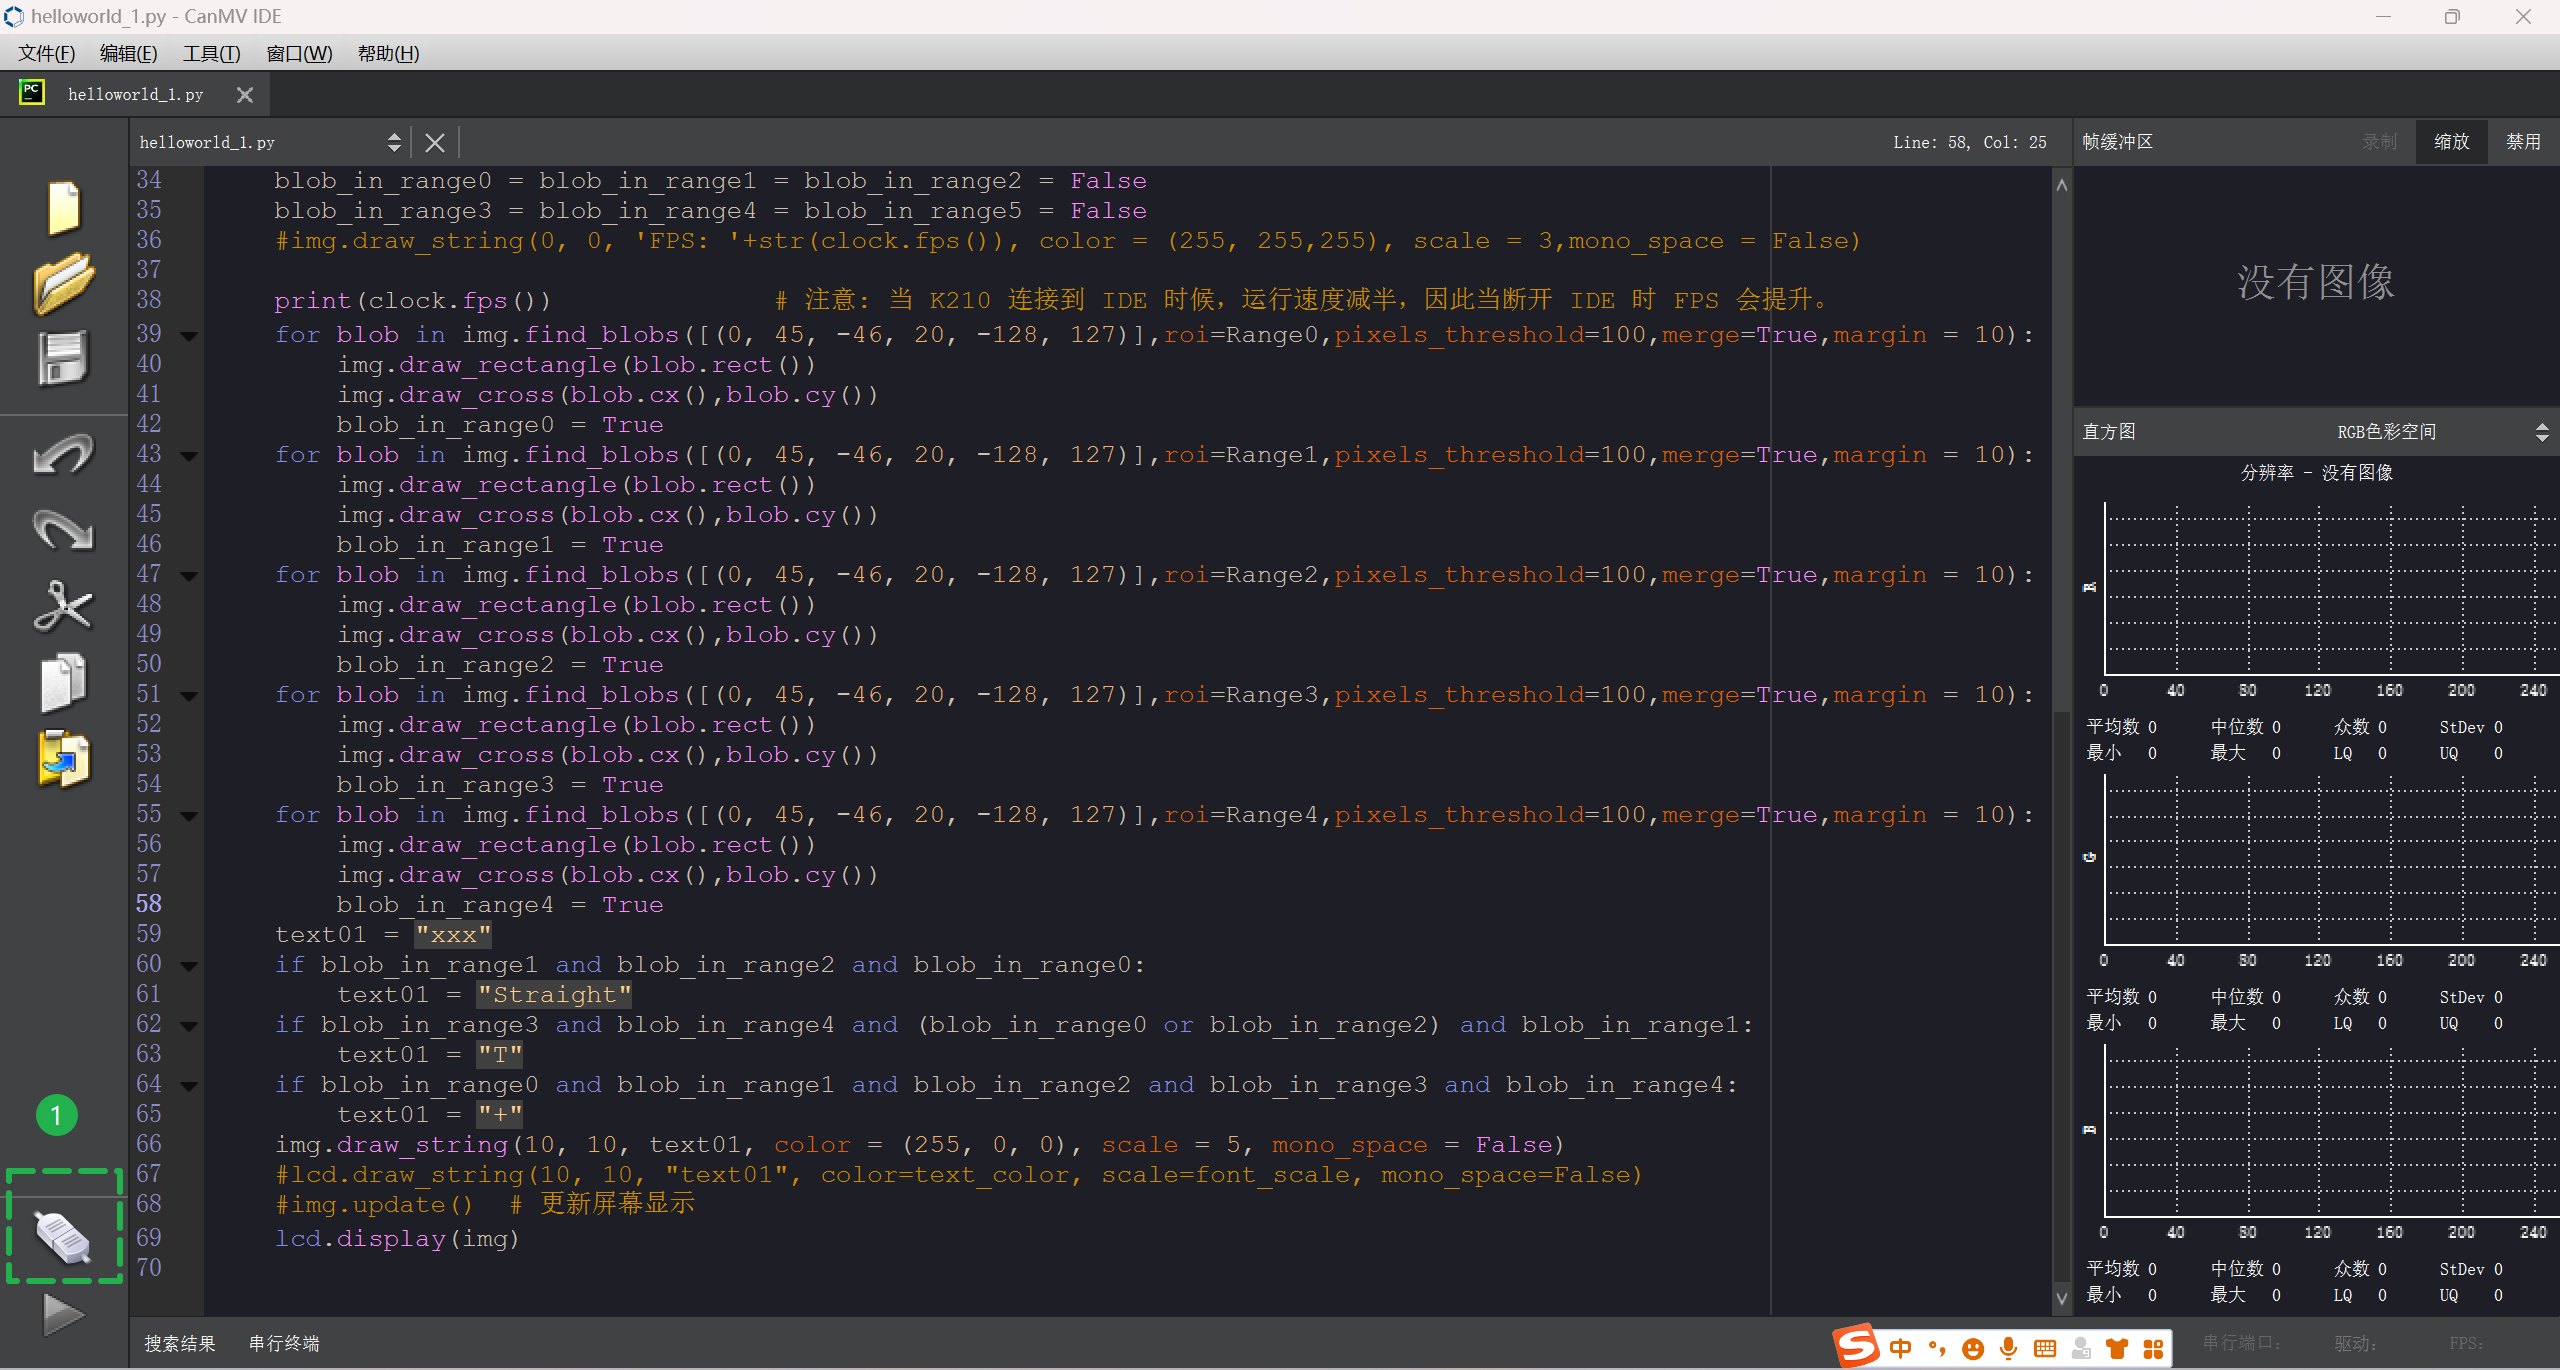 helloworld_1.py - CanMV IDE
文件(F) 编辑(E) 工具(T) 窗口(W) 帮助(H)
PC helloworld_1.py
helloworld_1.py Line: 58, Col: 25
34 blob_in_range0 = blob_in_range1 = blob_in_range2 = False
35 blob_in_range3 = blob_in_range4 = blob_in_range5 = False
36 #img.draw_string(0, 0, 'FPS: '+str(clock.fps()), color = (255, 255,255), scale = 3,mono_space = False)
37
38 print(clock.fps()) # 注意: 当 K210 连接到 IDE 时候，运行速度减半，因此当断开 IDE 时 FPS 会提升。
39 for blob in img.find_blobs([(0, 45, -46, 20, -128, 127)],roi=Range0,pixels_threshold=100,merge=True,margin = 10):
40 img.draw_rectangle(blob.rect())
41 img.draw_cross(blob.cx(),blob.cy())
42 blob_in_range0 = True
43 for blob in img.find_blobs([(0, 45, -46, 20, -128, 127)],roi=Range1,pixels_threshold=100,merge=True,margin = 10):
44 img.draw_rectangle(blob.rect())
45 img.draw_cross(blob.cx(),blob.cy())
46 blob_in_range1 = True
47 for blob in img.find_blobs([(0, 45, -46, 20, -128, 127)],roi=Range2,pixels_threshold=100,merge=True,margin = 10):
48 img.draw_rectangle(blob.rect())
49 img.draw_cross(blob.cx(),blob.cy())
50 blob_in_range2 = True
51 for blob in img.find_blobs([(0, 45, -46, 20, -128, 127)],roi=Range3,pixels_threshold=100,merge=True,margin = 10):
52 img.draw_rectangle(blob.rect())
53 img.draw_cross(blob.cx(),blob.cy())
54 blob_in_range3 = True
55 for blob in img.find_blobs([(0, 45, -46, 20, -128, 127)],roi=Range4,pixels_threshold=100,merge=True,margin = 10):
56 img.draw_rectangle(blob.rect())
57 img.draw_cross(blob.cx(),blob.cy())
58 blob_in_range4 = True
59 text01 = "xxx"
60 if blob_in_range1 and blob_in_range2 and blob_in_range0:
61 text01 = "Straight"
62 if blob_in_range3 and blob_in_range4 and (blob_in_range0 or blob_in_range2) and blob_in_range1:
63 text01 = "T"
64 if blob_in_range0 and blob_in_range1 and blob_in_range2 and blob_in_range3 and blob_in_range4:
65 text01 = "+"
66 img.draw_string(10, 10, text01, color = (255, 0, 0), scale = 5, mono_space = False)
67 #lcd.draw_string(10, 10, "text01", color=text_color, scale=font_scale, mono_space=False)
68 #img.update() # 更新屏幕显示
69 lcd.display(img)
70
1
帧缓冲区 录制 缩放 禁用
没有图像
直方图 RGB色彩空间
分辨率 - 没有图像
R
0 40 80 120 160 200 240
平均数 0 中位数 0 众数 0 StDev 0
最小 0 最大 0 LQ 0 UQ 0
G
0 40 80 120 160 200 240
平均数 0 中位数 0 众数 0 StDev 0
最小 0 最大 0 LQ 0 UQ 0
B
0 40 80 120 160 200 240
平均数 0 中位数 0 众数 0 StDev 0
最小 0 最大 0 LQ 0 UQ 0
搜索结果 串行终端 S 中 串行端口: 驱动: FPS: